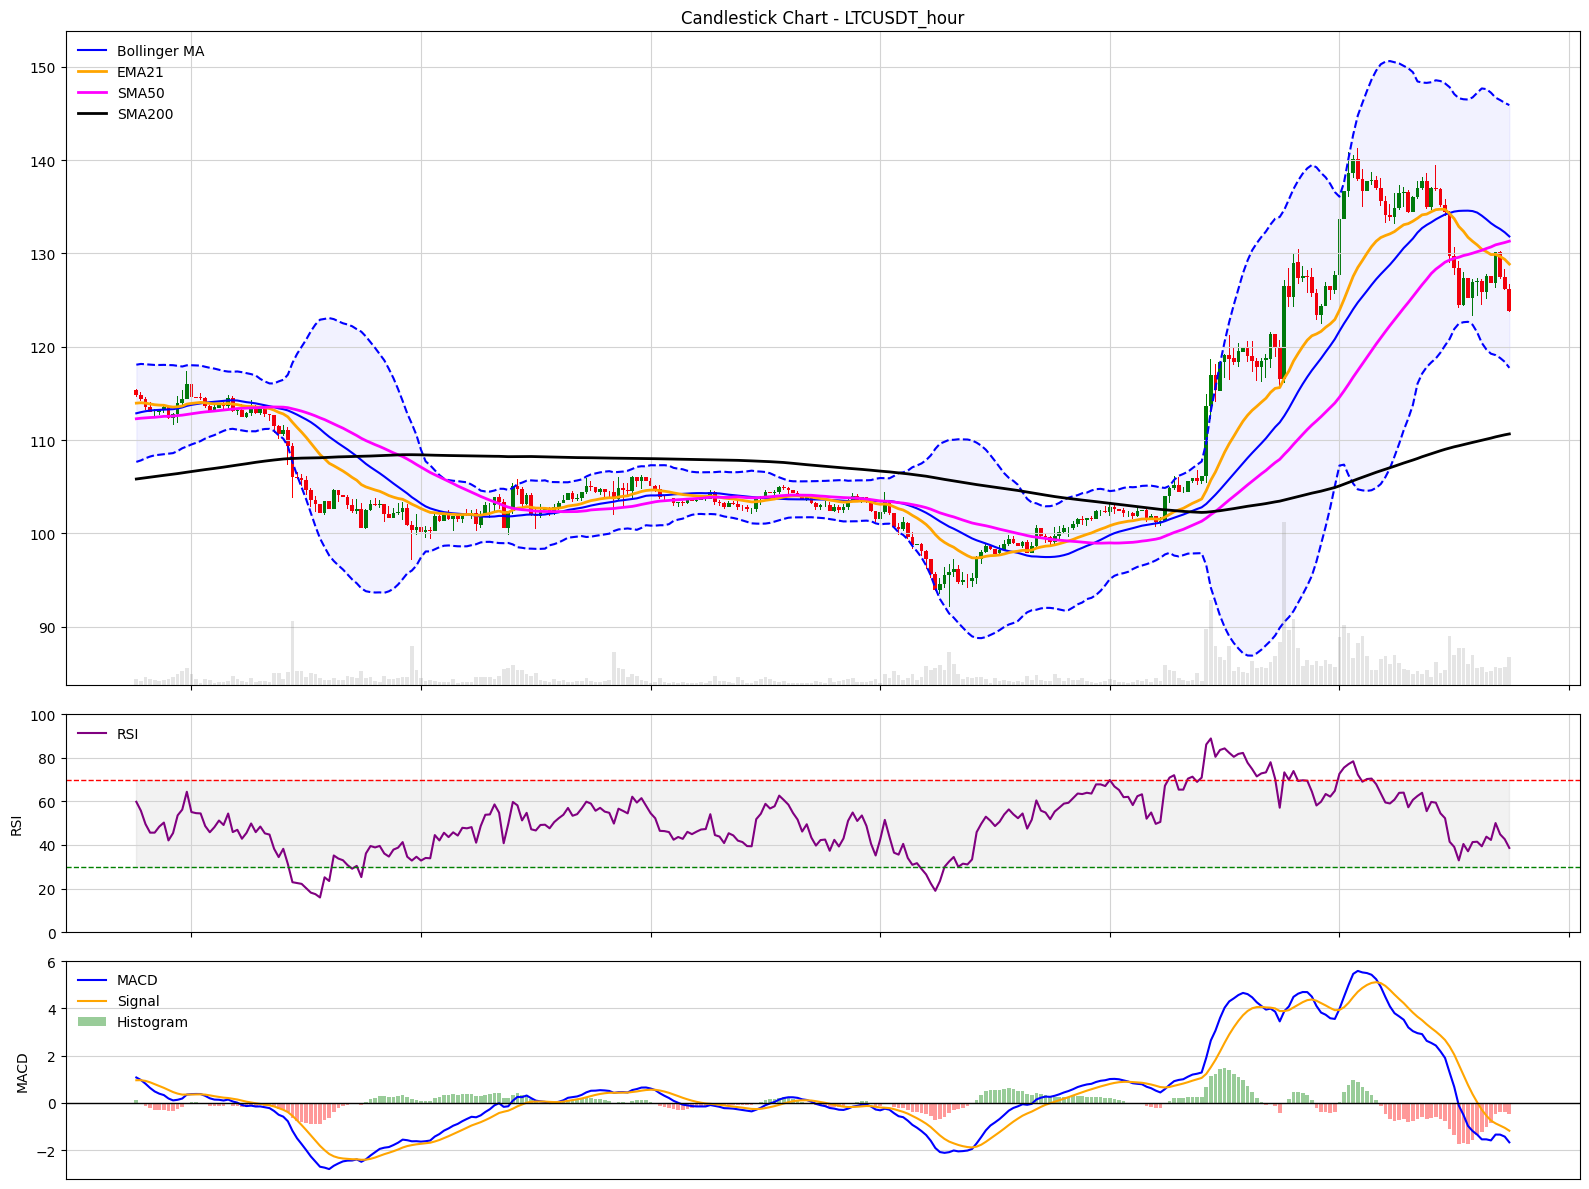 Candlestick Chart - LTCUSDT_hour
Bollinger MA
EMA21
SMA50
SMA200
150
140
130
120
110
100
90
RSI
RSI
100
80
60
40
20
0
MACD
Signal
Histogram
MACD
6
4
2
0
−2